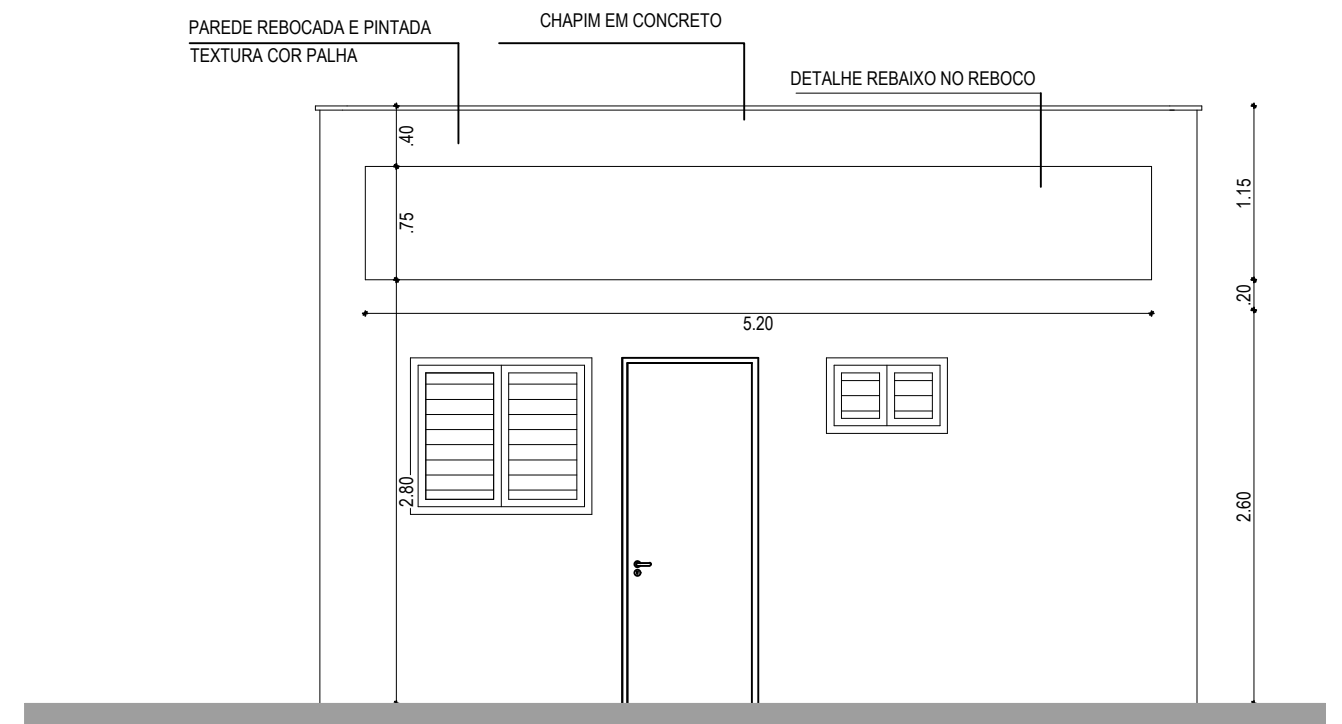 PAREDE REBOCADA E PINTADA
TEXTURA COR PALHA
CHAPIM EM CONCRETO
DETALHE REBAIXO NO REBOCO
.40
.75
2.80
5.20
1.15
.20
2.60